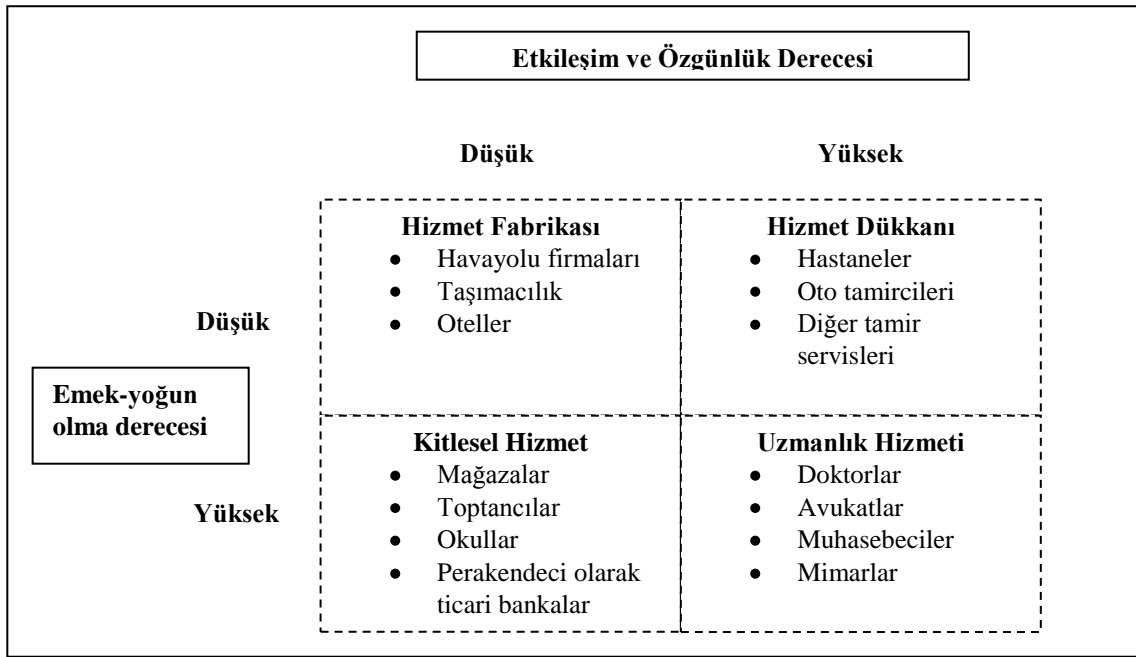 Etkileşim ve Özgünlük Derecesi
Düşük
Yüksek
Düşük
Hizmet Fabrikası
• Havayolu firmaları
• Taşımacılık
• Oteller
Hizmet Dükkanı
• Hastaneler
• Oto tamircileri
• Diğer tamir
servisleri
Emek-yoğun
olma derecesi
Yüksek
Kitlesel Hizmet
• Mağazalar
• Toptancılar
• Okullar
• Perakendeci olarak
ticari bankalar
Uzmanlık Hizmeti
• Doktorlar
• Avukatlar
• Muhasebeciler
• Mimarlar